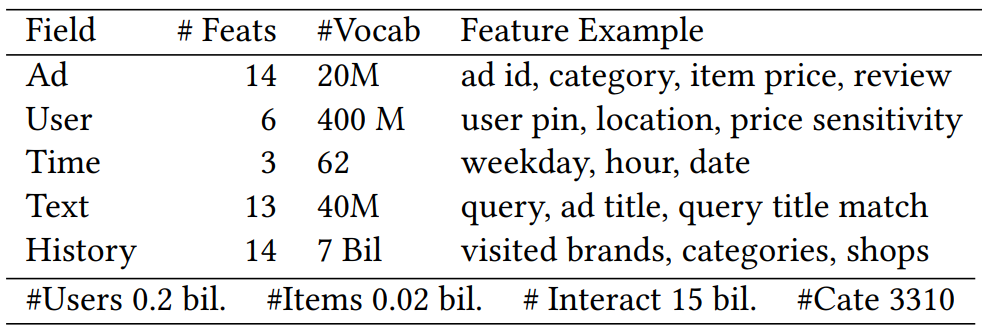 Field # Feats #Vocab Feature Example
Ad 14 20M ad id, category, item price, review
User 6 400 M user pin, location, price sensitivity
Time 3 62 weekday, hour, date
Text 13 40M query, ad title, query title match
History 14 7 Bil visited brands, categories, shops
#Users 0.2 bil. #Items 0.02 bil. # Interact 15 bil. #Cate 3310